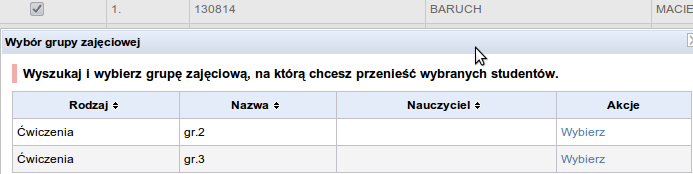 1. 130814 BARUCH MACIE
Wybór grupy zajęciowej
Wyszukaj i wybierz grupę zajęciową, na którą chcesz przenieść wybranych studentów.
Rodzaj Nazwa Nauczyciel Akcje
Ćwiczenia gr.2 Wybierz
Ćwiczenia gr.3 Wybierz